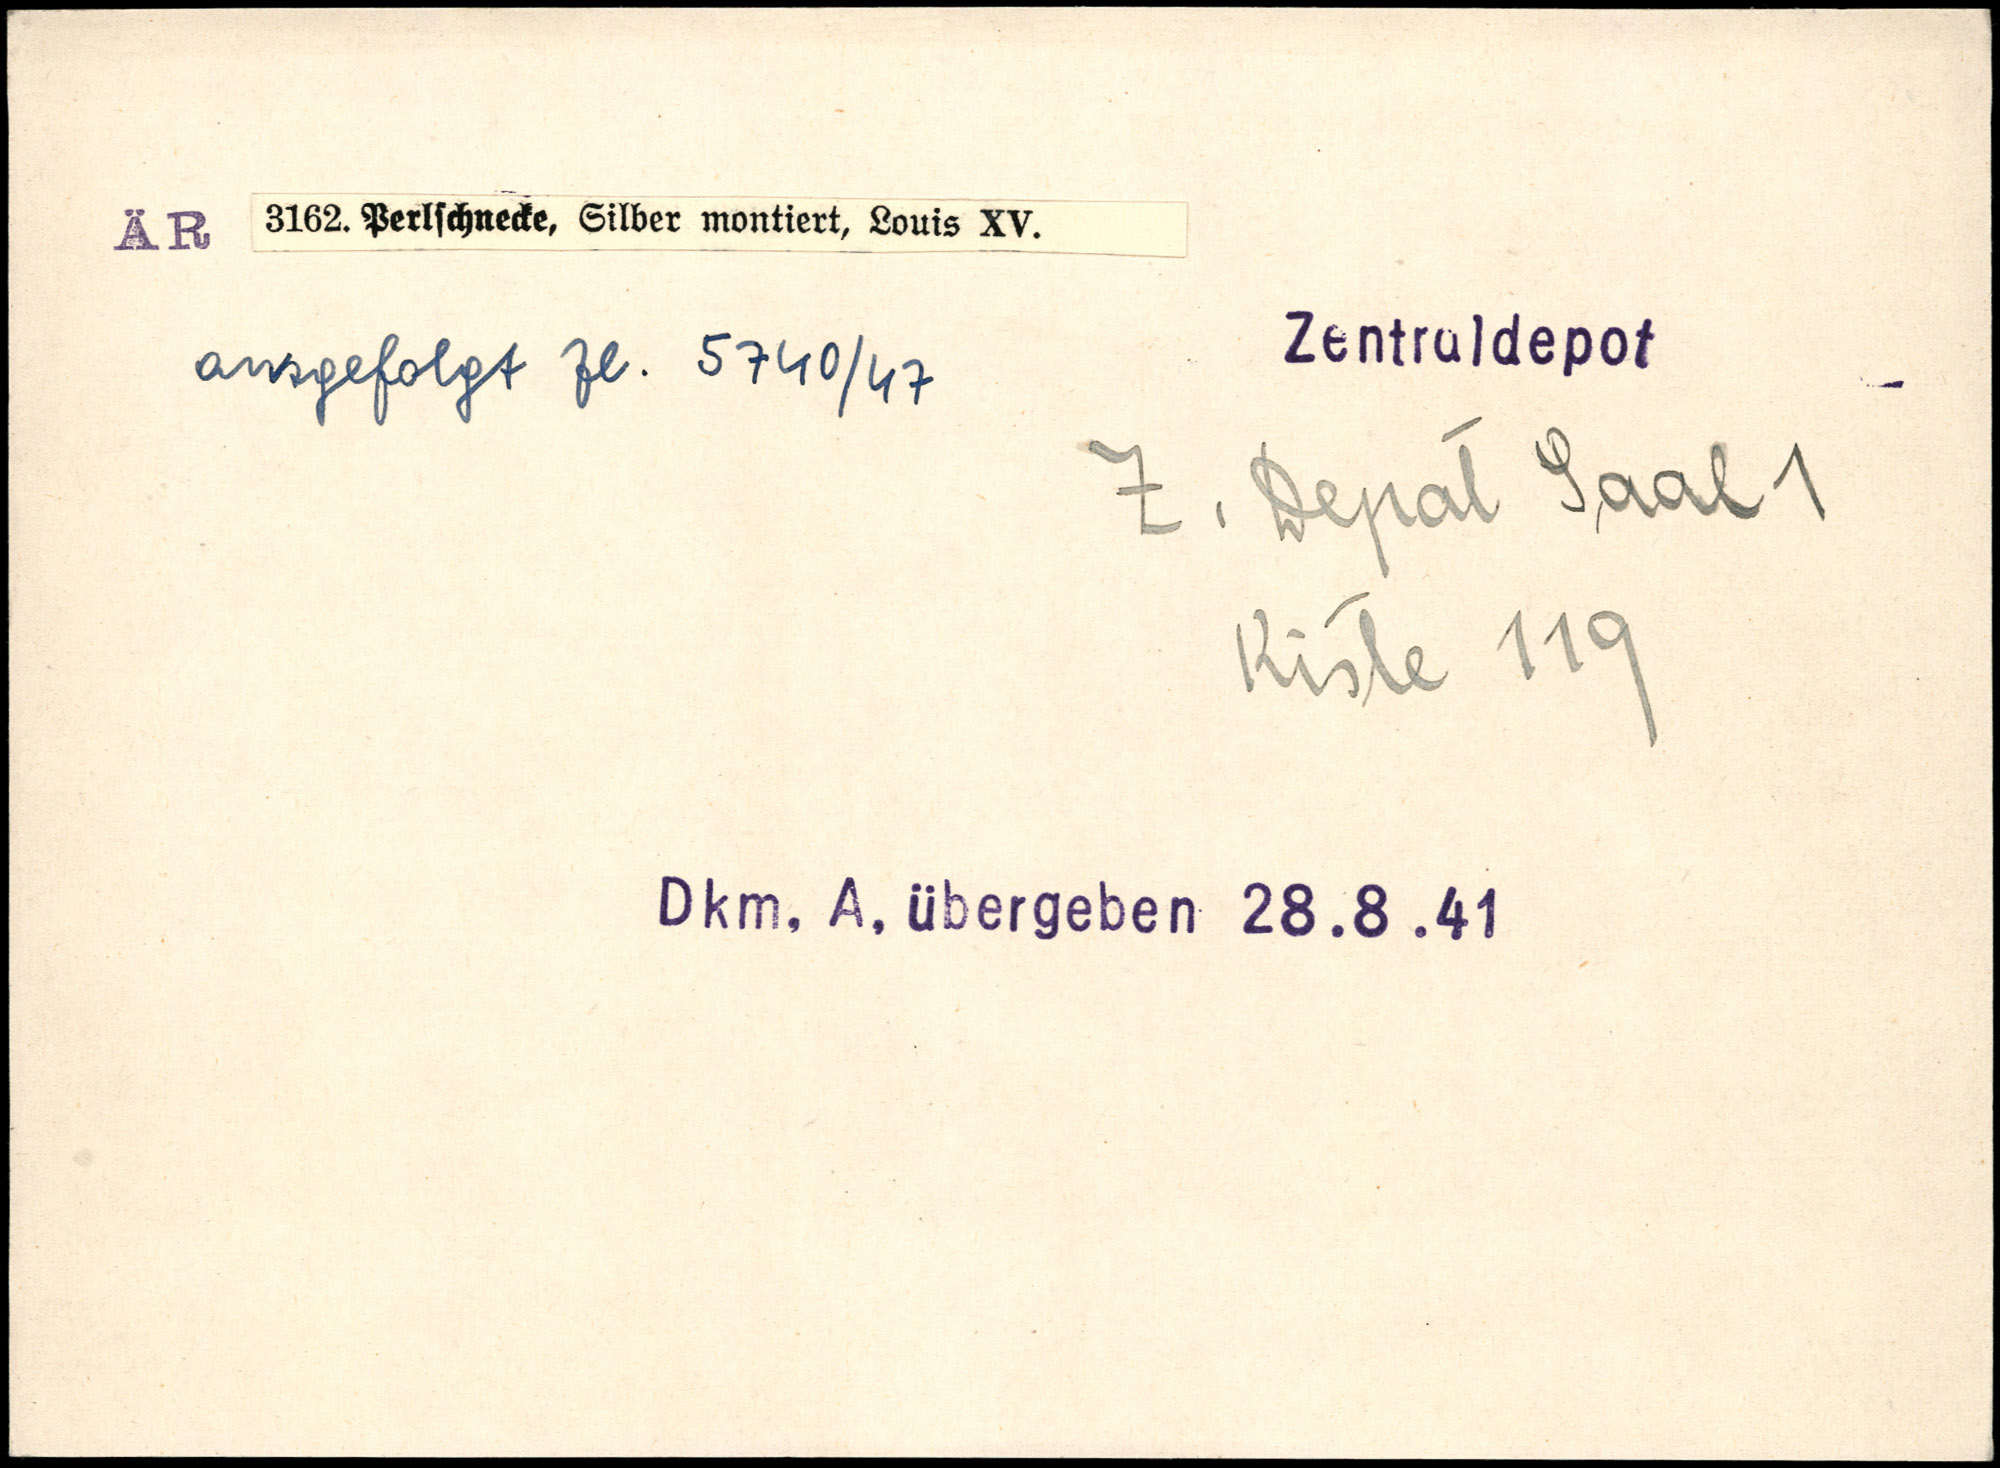 ÄR 3162. Perlschnecke, Silber montiert, Louis XV.
ausgefolgt Zl. 5740/47
Zentraldepot
Z. Depot Saal 1
Kiste 119
Dkm. A. übergeben 28.8.41